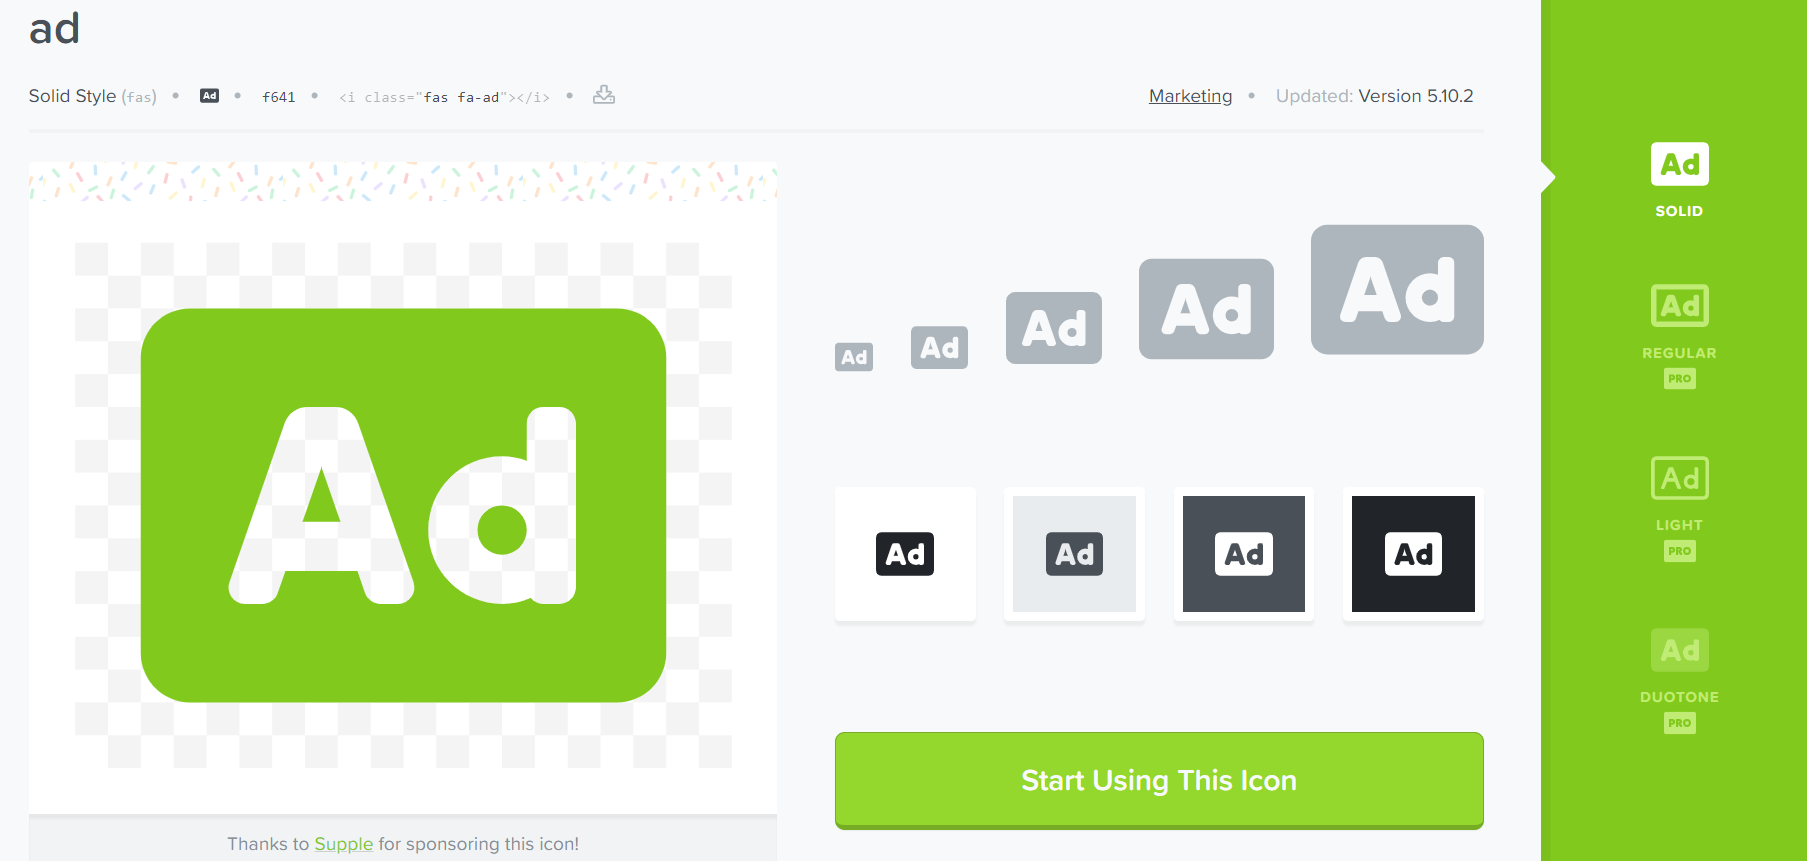 ad
Solid Style (fas) • Ad • f641 • <i class="fas fa-ad"></i> •
Marketing • Updated: Version 5.10.2
Ad
Ad Ad Ad Ad Ad
Ad Ad Ad Ad
Start Using This Icon
Thanks to Supple for sponsoring this icon!
Ad
SOLID
Ad
REGULAR
PRO
Ad
LIGHT
PRO
Ad
DUOTONE
PRO